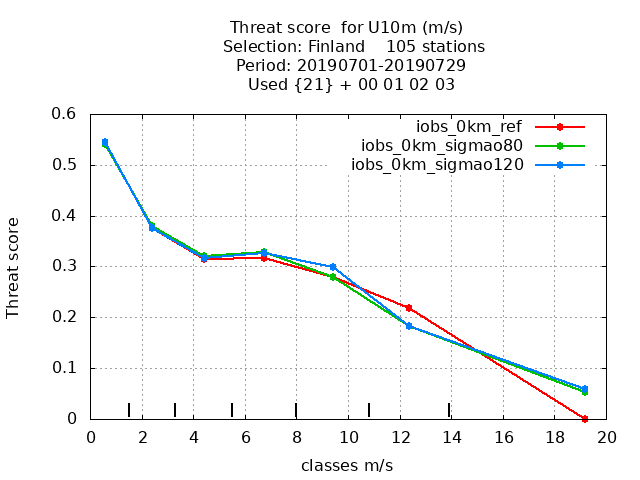 Threat score  for U10m (m/s)
Selection: Finland    105 stations
Period: 20190701-20190729
Used {21} + 00 01 02 03
iobs_0km_ref
iobs_0km_sigmao80
iobs_0km_sigmao120
0.6
0.5
0.4
0.3
0.2
0.1
0
Threat score
0 2 4 6 8 10 12 14 16 18 20
classes m/s